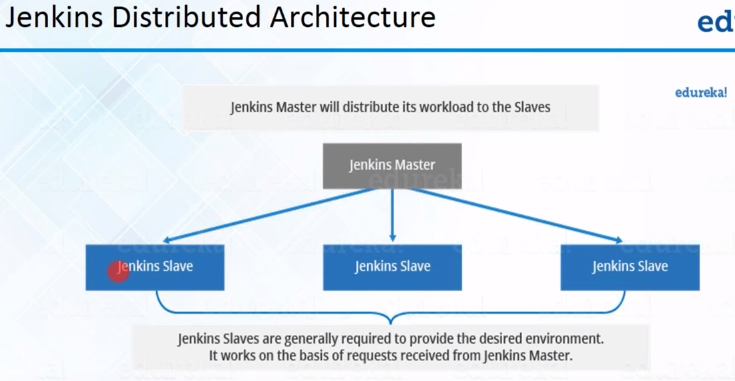 Jenkins Distributed Architecture
edureka!
Jenkins Master will distribute its workload to the Slaves
Jenkins Master
Jenkins Slave
Jenkins Slave
Jenkins Slave
Jenkins Slaves are generally required to provide the desired environment.
It works on the basis of requests received from Jenkins Master.